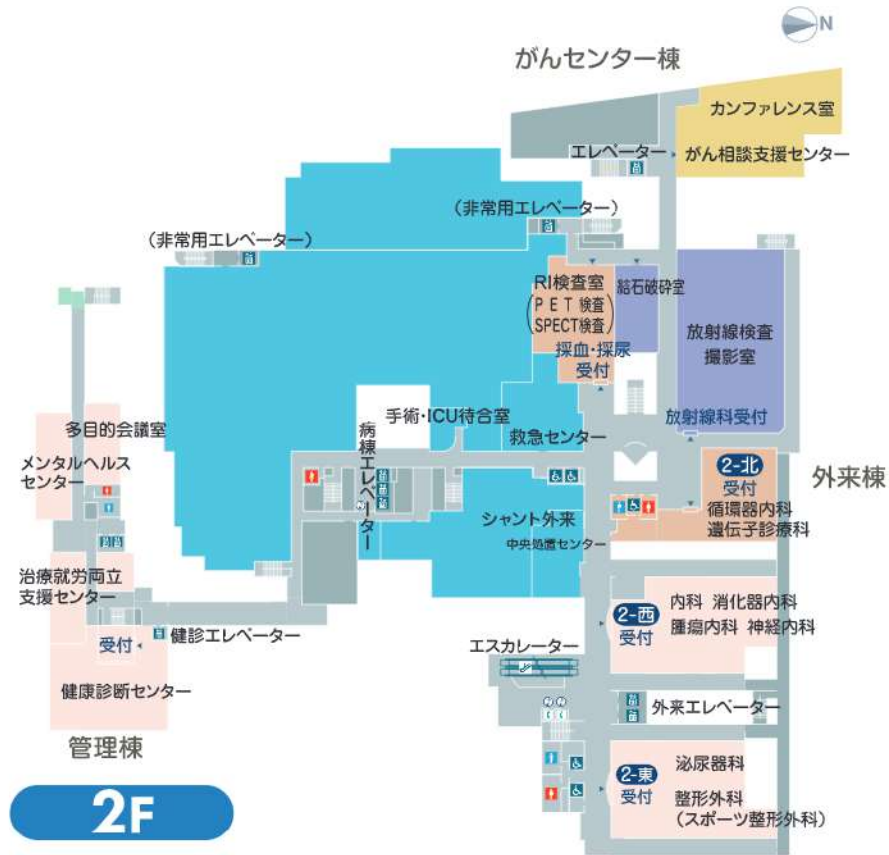 N
がんセンター棟
カンファレンス室
エレベーター
がん相談支援センター
(非常用エレベーター)
(非常用エレベーター)
RI検査室
(PET 検査
SPECT検査)
結石破砕室
放射線検査
撮影室
採血・採尿
受付
手術・ICU待合室
放射線科受付
多目的会議室
病棟エレベーター
救急センター
メンタルヘルス
センター
2-北
受付
外来棟
循環器内科
遺伝子診療科
シャント外来
中央処置センター
治療就労両立
支援センター
2-西
受付
内科 消化器内科
腫瘍内科 神経内科
受付
健診エレベーター
エスカレーター
健康診断センター
外来エレベーター
管理棟
2-東
受付
泌尿器科
整形外科
(スポーツ整形外科)
2F